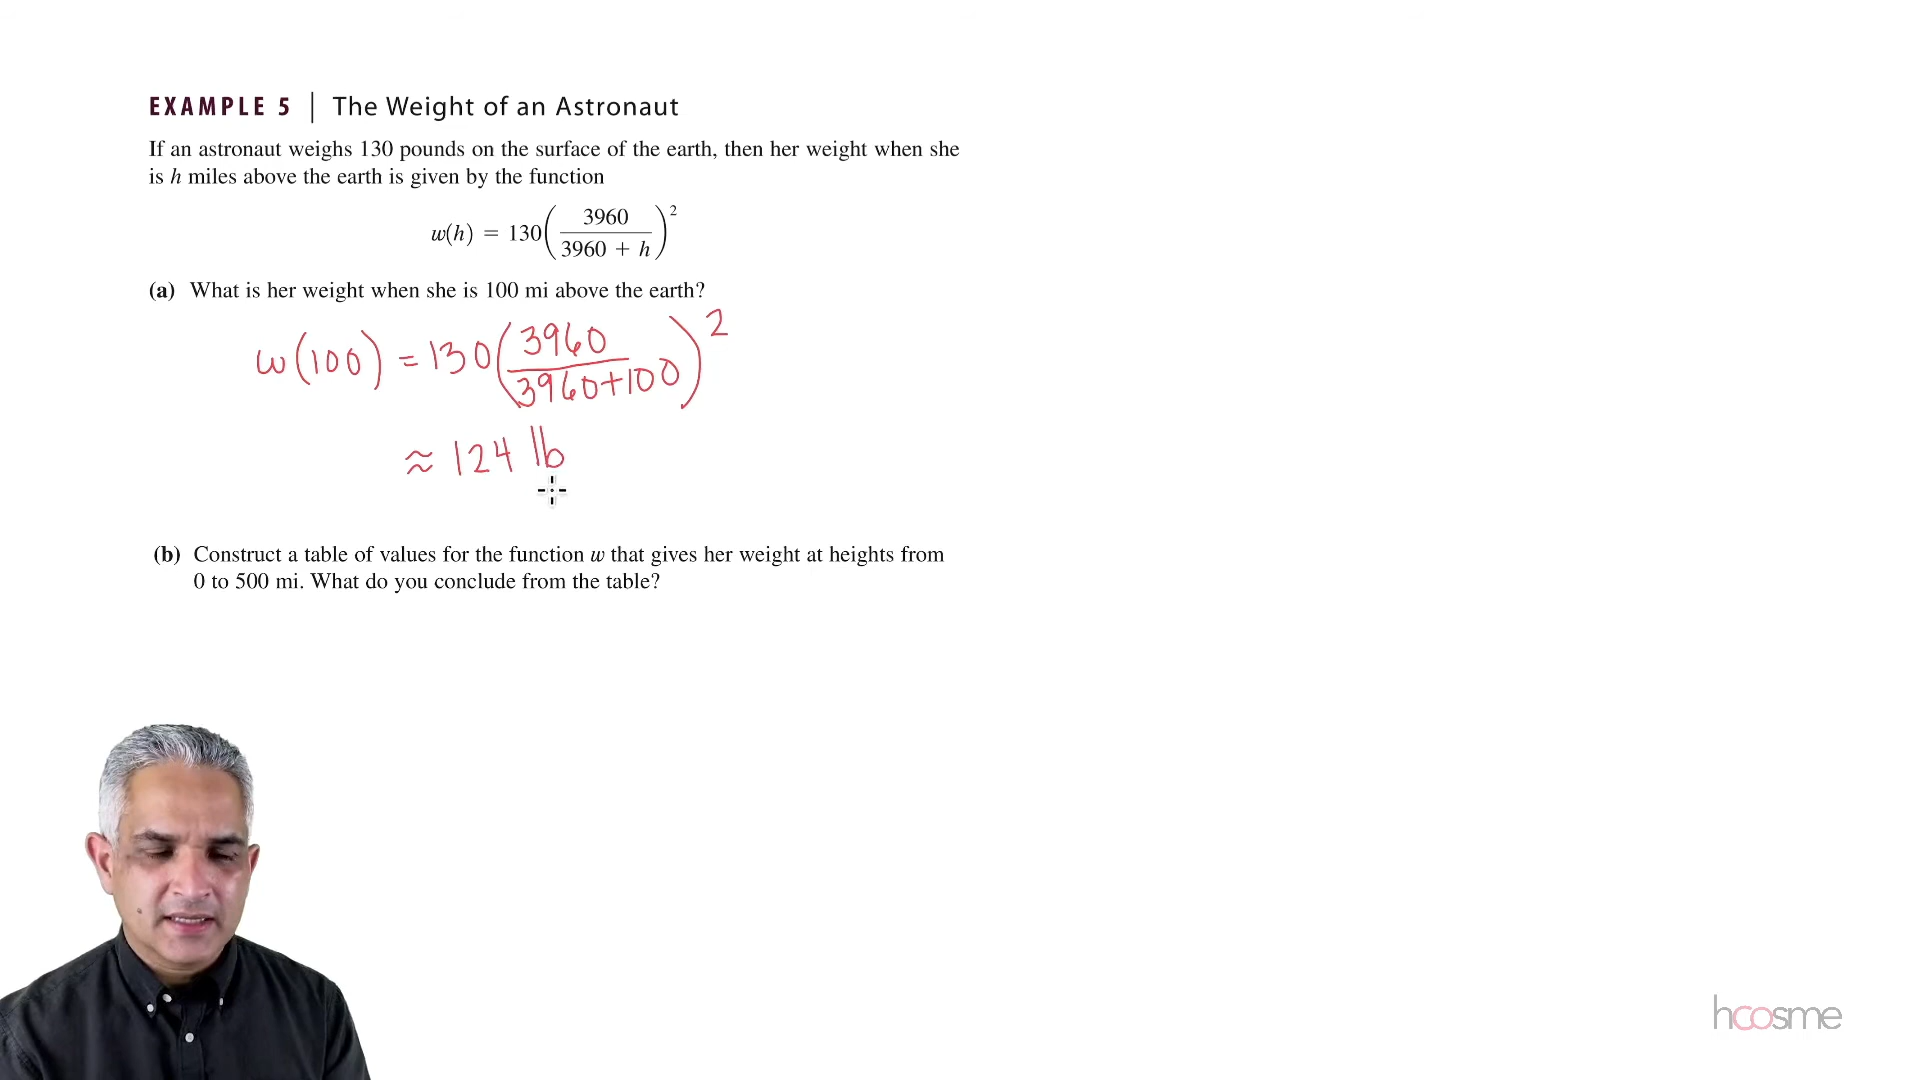 EXAMPLE 5 | The Weight of an Astronaut
If an astronaut weighs 130 pounds on the surface of the earth, then her weight when she
is h miles above the earth is given by the function
w(h) = 130(3960 / (3960 + h))²
(a) What is her weight when she is 100 mi above the earth?
w(100) = 130(3960 / (3960+100))²
≈ 124 lb
(b) Construct a table of values for the function w that gives her weight at heights from
0 to 500 mi. What do you conclude from the table?
hcosme